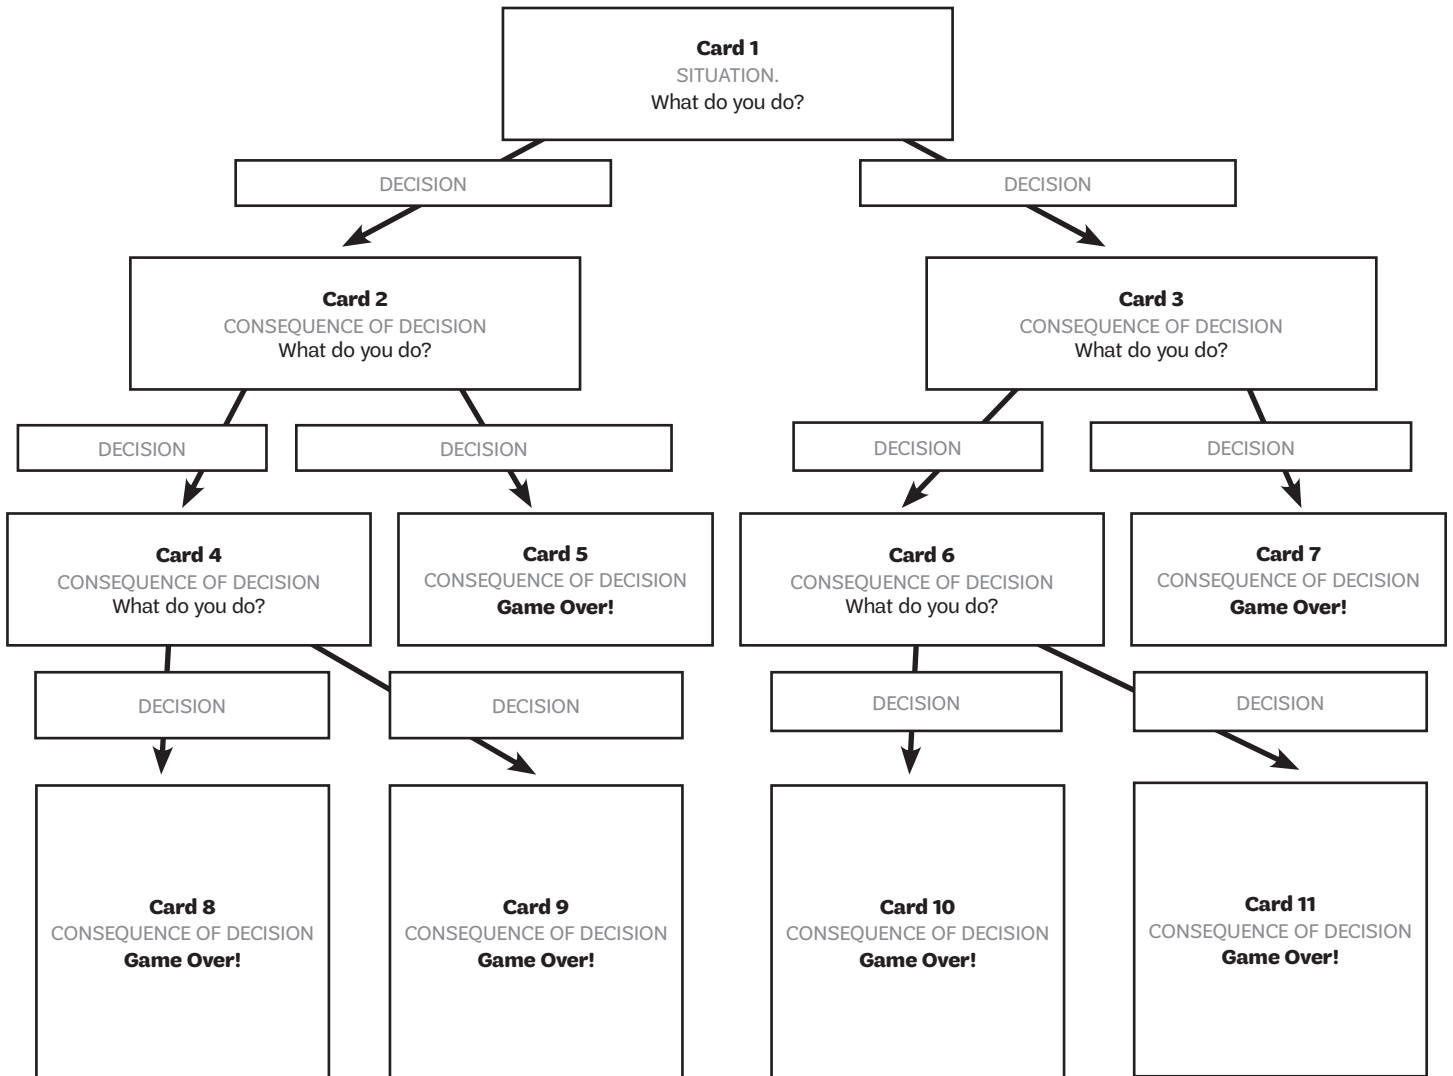 Card 1
SITUATION.
What do you do?
DECISION
DECISION
Card 2
CONSEQUENCE OF DECISION
What do you do?
Card 3
CONSEQUENCE OF DECISION
What do you do?
DECISION
DECISION
DECISION
DECISION
Card 4
CONSEQUENCE OF DECISION
What do you do?
Card 5
CONSEQUENCE OF DECISION
Game Over!
Card 6
CONSEQUENCE OF DECISION
What do you do?
Card 7
CONSEQUENCE OF DECISION
Game Over!
DECISION
DECISION
DECISION
DECISION
Card 8
CONSEQUENCE OF DECISION
Game Over!
Card 9
CONSEQUENCE OF DECISION
Game Over!
Card 10
CONSEQUENCE OF DECISION
Game Over!
Card 11
CONSEQUENCE OF DECISION
Game Over!